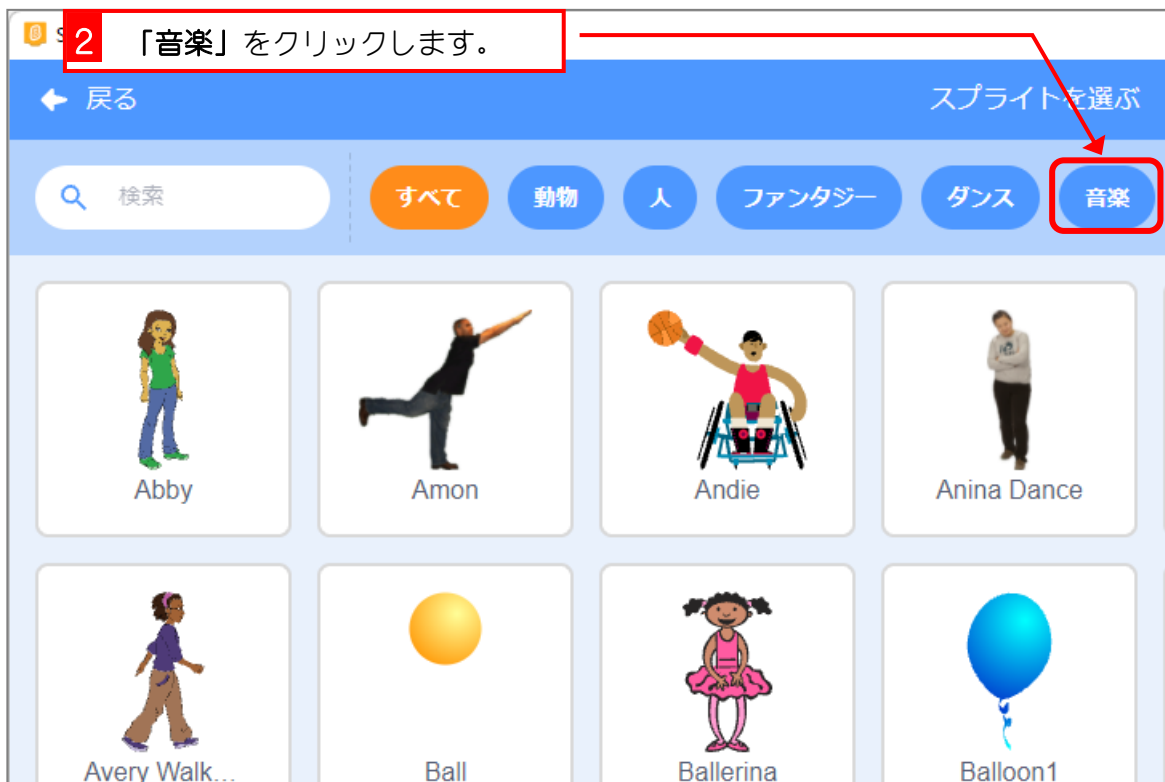 2 「音楽」をクリックします。
戻る スプライトを選ぶ
検索 すべて 動物 人 ファンタジー ダンス 音楽
Abby Amon Andie Anina Dance
Avery Walk... Ball Ballerina Balloon1